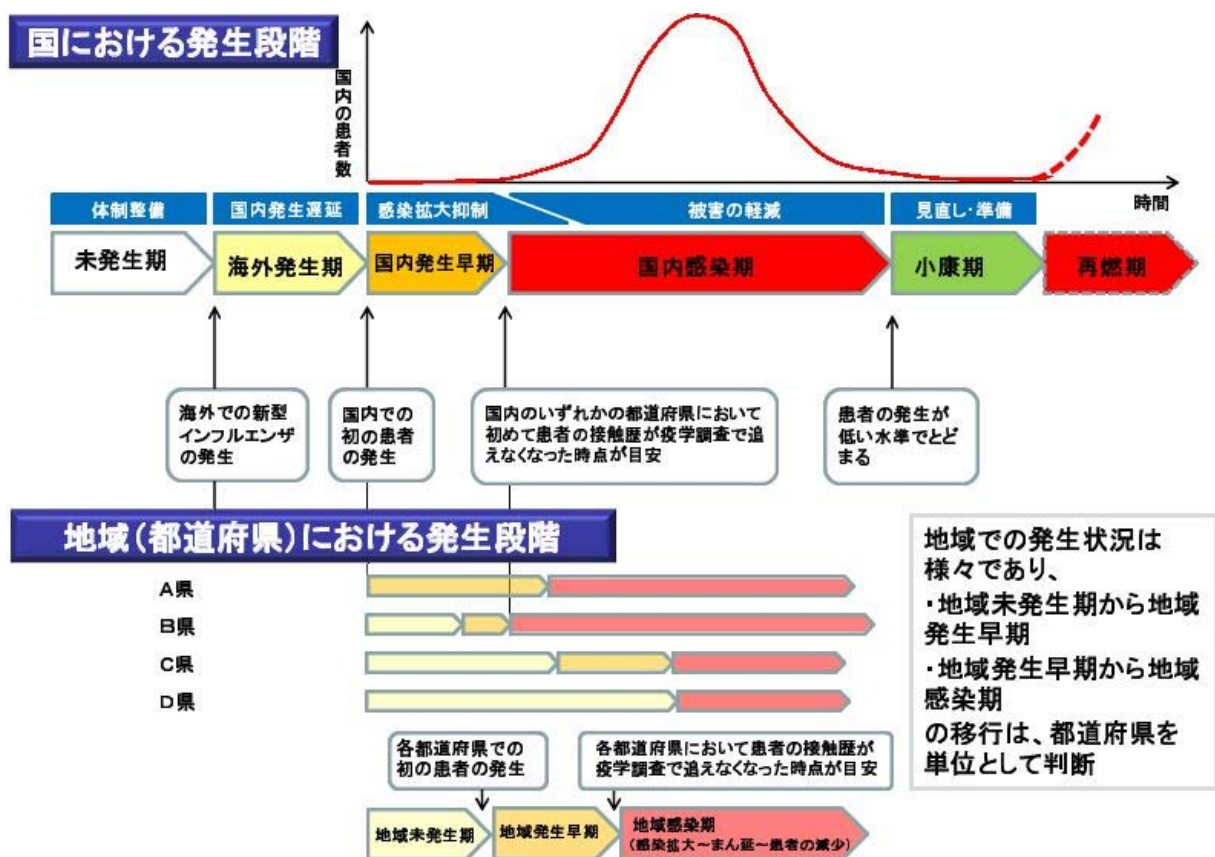 国における発生段階
国内の患者数
時間
体制整備
国内発生遅延
感染拡大抑制
被害の軽減
見直し・準備
未発生期
海外発生期
国内発生早期
国内感染期
小康期
再燃期
海外での新型
インフルエンザ
の発生
国内での
初の患者
の発生
国内のいずれかの都道府県において
初めて患者の接触歴が疫学調査で追
えなくなった時点が目安
患者の発生が
低い水準でとど
まる
地域(都道府県)における発生段階
A県
B県
C県
D県
地域での発生状況は
様々であり、
・地域未発生期から地域
発生早期
・地域発生早期から地域
感染期
の移行は、都道府県を
単位として判断
各都道府県での
初の患者の発生
各都道府県において患者の接触歴が
疫学調査で追えなくなった時点が目安
地域未発生期
地域発生早期
地域感染期
(感染拡大～まん延～患者の減少)